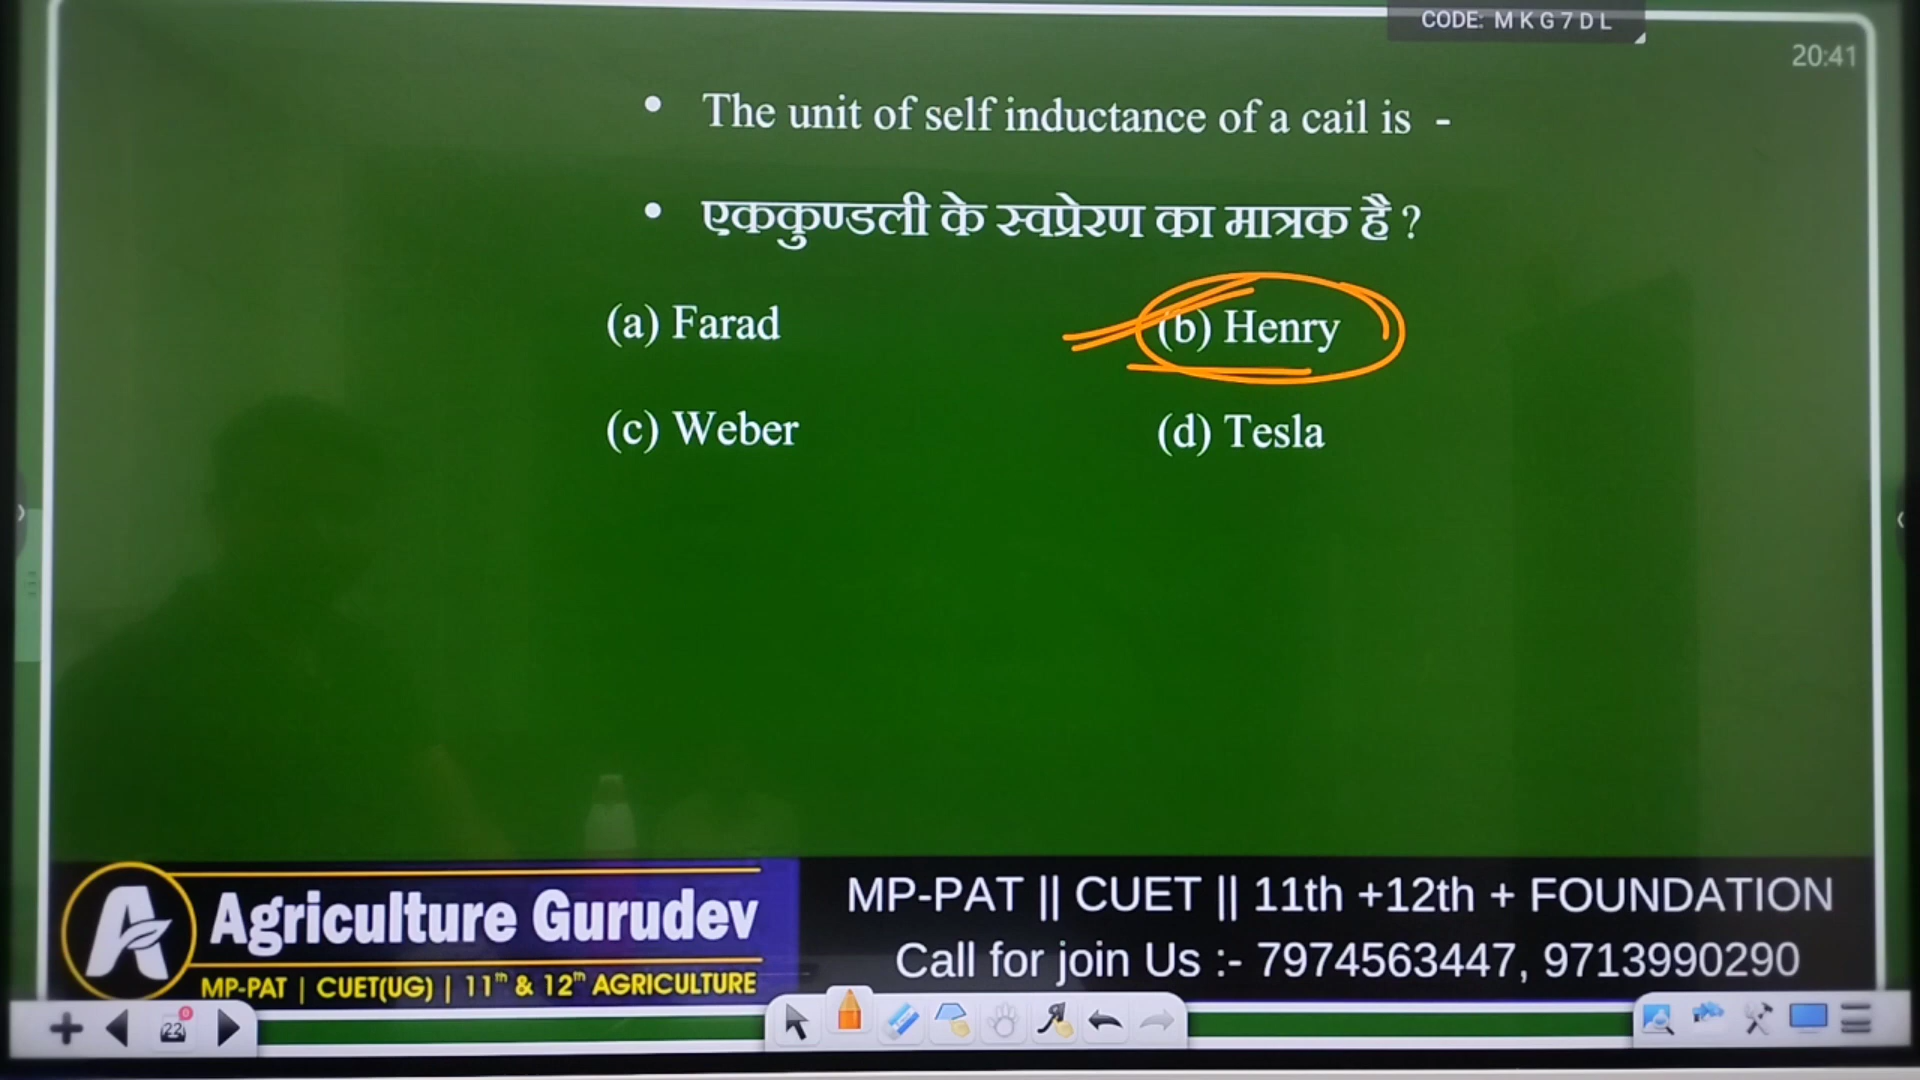 CODE: M K G 7 D L
20:41
• The unit of self inductance of a cail is -
• एककुण्डली के स्वप्रेरण का मात्रक है ?
(a) Farad (b) Henry
(c) Weber (d) Tesla
Agriculture Gurudev
MP-PAT | CUET(UG) | 11th & 12th AGRICULTURE
MP-PAT || CUET || 11th +12th + FOUNDATION
Call for join Us :- 7974563447, 9713990290
22
0